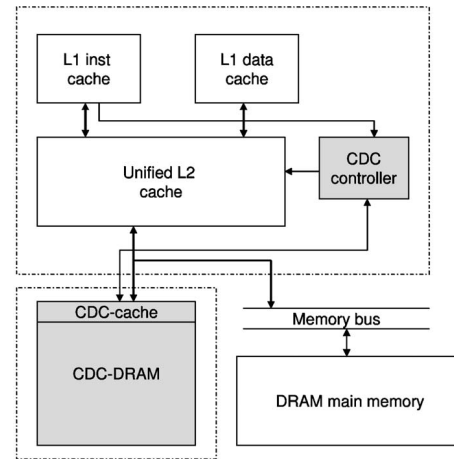 L1 inst
cache
L1 data
cache
Unified L2
cache
CDC
controller
CDC-cache
CDC-DRAM
Memory bus
DRAM main memory